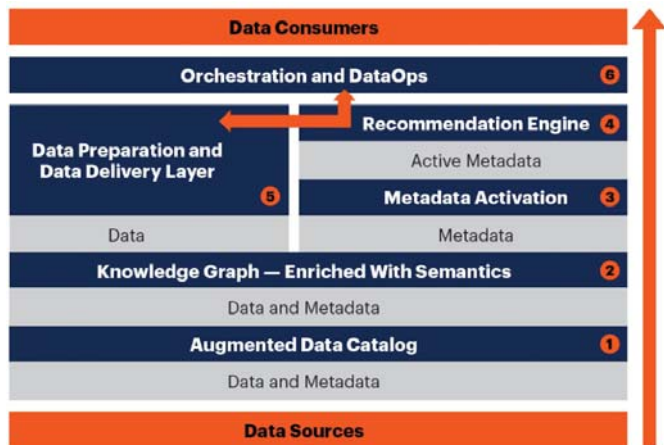 Data Consumers
Orchestration and DataOps 6
Data Preparation and
Data Delivery Layer
5
Data
Recommendation Engine 4
Active Metadata
Metadata Activation 3
Metadata
Knowledge Graph — Enriched With Semantics 2
Data and Metadata
Augmented Data Catalog 1
Data and Metadata
Data Sources